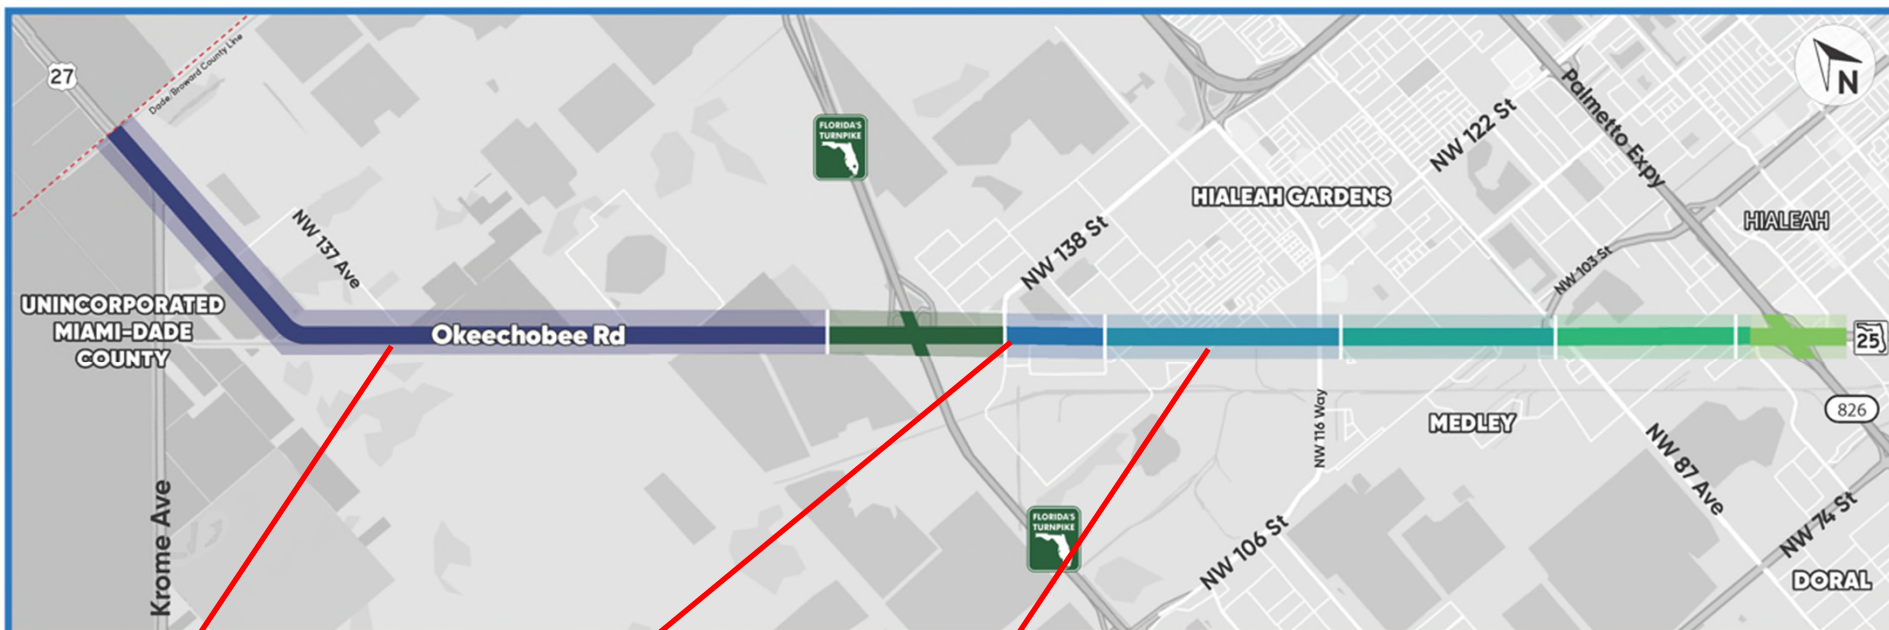 27
Dade/Broward County Line
FLORIDA'S
TURNPIKE
N
Palmetto Expy
NW 122 St
HIALEAH GARDENS
HIALEAH
NW 137 Ave
NW 138 St
NW 103 St
UNINCORPORATED
MIAMI-DADE
COUNTY
Okeechobee Rd
25
826
NW 116 Way
MEDLEY
NW 87 Ave
Krome Ave
FLORIDA'S
TURNPIKE
NW 106 St
NW 74 St
DORAL